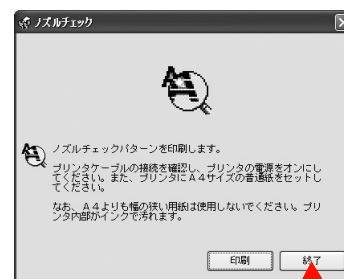 ノズルチェック
ノズルチェックパターンを印刷します。
プリンタケーブルの接続を確認し、プリンタの電源をオンにし
てください。また、プリンタにA4サイズの普通紙をセットし
てください。
なお、A4よりも幅の狭い用紙は使用しないでください。プリ
ンタ内部がインクで汚れます。
印刷
終了